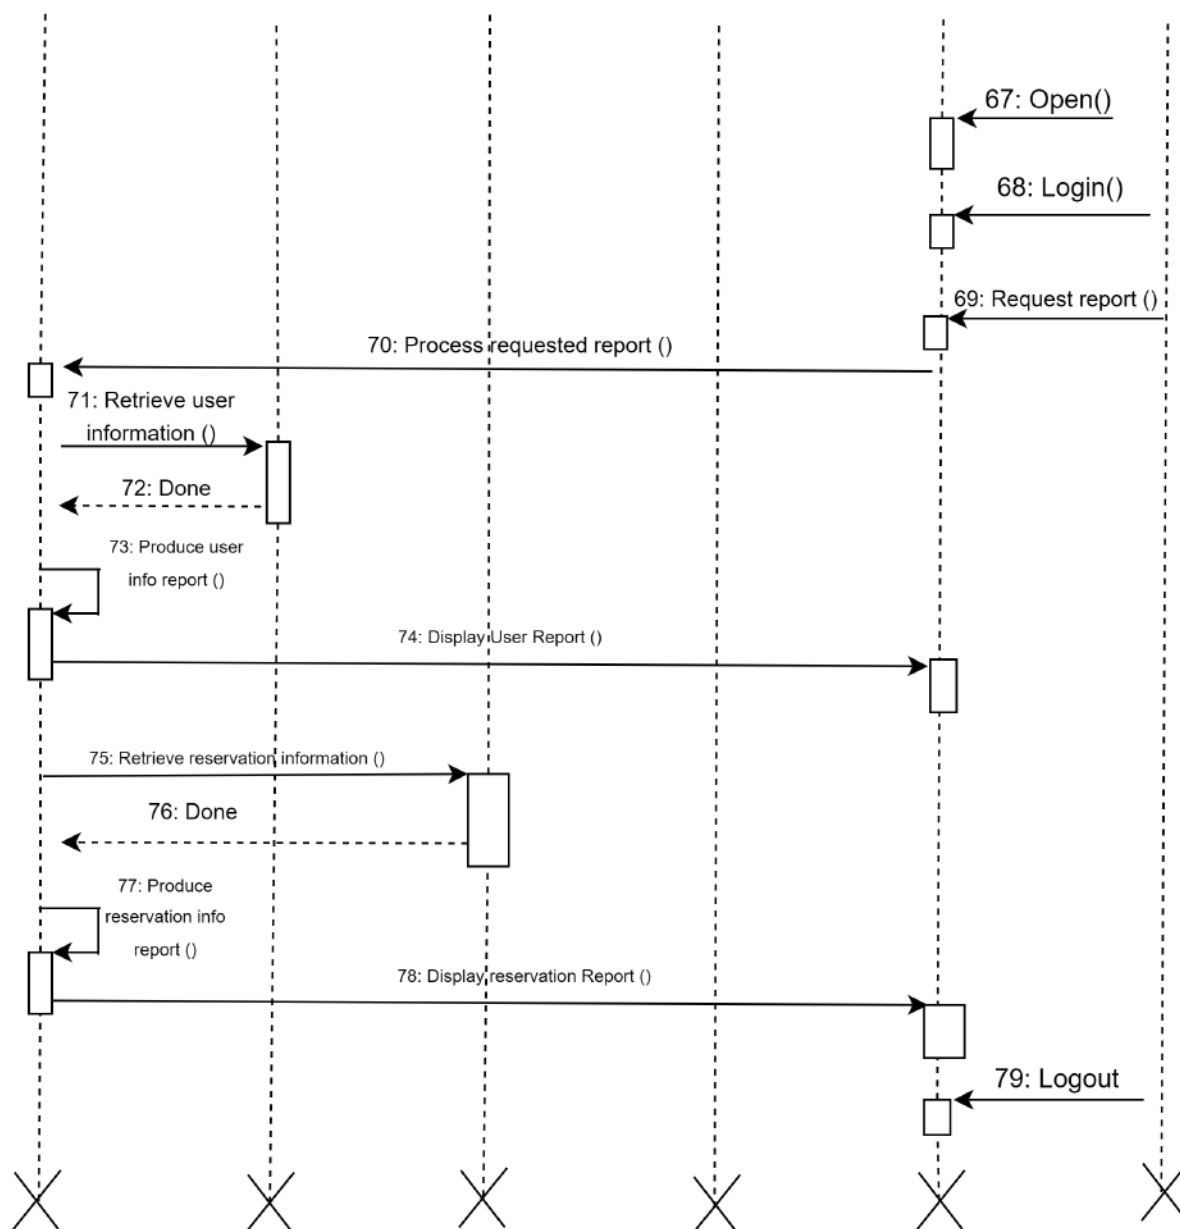 67: Open()
68: Login()
69: Request report ()
70: Process requested report ()
71: Retrieve user
information ()
72: Done
73: Produce user
info report ()
74: Display User Report ()
75: Retrieve reservation information ()
76: Done
77: Produce
reservation info
report ()
78: Display reservation Report ()
79: Logout